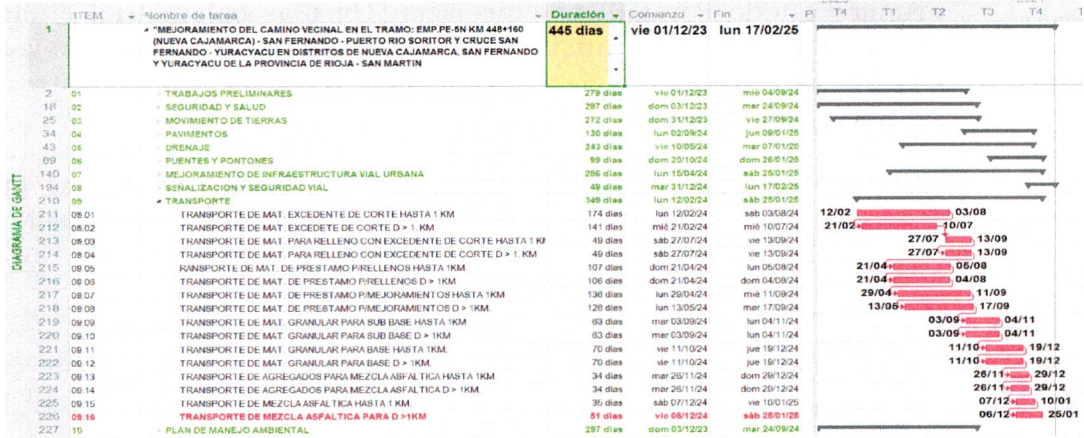 ITEM Nombre de tarea Duración Comienzo Fin P T4 T1 T2 T3 T4 T
1 "MEJORAMIENTO DEL CAMINO VECINAL EN EL TRAMO: EMP.PE-5N KM 448+160 445 días vie 01/12/23 lun 17/02/25
(NUEVA CAJAMARCA) - SAN FERNANDO - PUERTO RIO SORITOR Y CRUCE SAN
FERNANDO - YURACYACU EN DISTRITOS DE NUEVA CAJAMARCA, SAN FERNANDO
Y YURACYACU DE LA PROVINCIA DE RIOJA - SAN MARTIN
2 01 TRABAJOS PRELIMINARES 279 días vie 01/12/23 mié 04/09/24
18 02 SEGURIDAD Y SALUD 297 días dom 03/12/23 mar 24/09/24
25 03 MOVIMIENTO DE TIERRAS 272 días dom 31/12/23 vie 27/09/24
34 04 PAVIMENTOS 130 días lun 02/09/24 jun 09/01/25
43 05 DRENAJE 243 días vie 10/05/24 mar 07/01/25
89 06 PUENTES Y PONTONES 99 días dom 20/10/24 dom 26/01/25
140 07 MEJORAMIENTO DE INFRAESTRUCTURA VIAL URBANA 286 días lun 15/04/24 sáb 25/01/25
194 08 SEÑALIZACION Y SEGURIDAD VIAL 49 días mar 31/12/24 lun 17/02/25
210 09 TRANSPORTE 349 días lun 12/02/24 sáb 25/01/25
211 09.01 TRANSPORTE DE MAT. EXCEDENTE DE CORTE HASTA 1 KM 174 días lun 12/02/24 sáb 03/08/24 12/02 03/08
212 09.02 TRANSPORTE DE MAT. EXCEDETE DE CORTE D > 1. KM 141 días mié 21/02/24 mié 10/07/24 21/02 10/07
213 09.03 TRANSPORTE DE MAT. PARA RELLENO CON EXCEDENTE DE CORTE HASTA 1 KM 49 días sáb 27/07/24 vie 13/09/24 27/07 13/09
214 09.04 TRANSPORTE DE MAT. PARA RELLENO CON EXCEDENTE DE CORTE D > 1. KM 49 días sáb 27/07/24 vie 13/09/24 27/07 13/09
215 09.05 RANSPORTE DE MAT. DE PRESTAMO P/RELLENOS HASTA 1KM 107 días dom 21/04/24 lun 05/08/24 21/04 05/08
216 09.06 TRANSPORTE DE MAT. DE PRESTAMO P/RELLENOS D > 1KM 106 días dom 21/04/24 dom 04/08/24 21/04 04/08
217 09.07 TRANSPORTE DE MAT. DE PRESTAMO P/MEJORAMIENTOS HASTA 1KM 136 días lun 29/04/24 mié 11/09/24 29/04 11/09
218 09.08 TRANSPORTE DE MAT. DE PRESTAMO P/MEJORAMIENTOS D > 1KM. 128 días lun 13/05/24 mar 17/09/24 13/05 17/09
219 09.09 TRANSPORTE DE MAT. GRANULAR PARA SUB BASE HASTA 1KM 63 días mar 03/09/24 lun 04/11/24 03/09 04/11
220 09.10 TRANSPORTE DE MAT. GRANULAR PARA SUB BASE D > 1KM 63 días mar 03/09/24 lun 04/11/24 03/09 04/11
221 09.11 TRANSPORTE DE MAT. GRANULAR PARA BASE HASTA 1KM. 70 días vie 11/10/24 jue 19/12/24 11/10 19/12
222 09.12 TRANSPORTE DE MAT. GRANULAR PARA BASE D > 1KM. 70 días vie 11/10/24 jue 19/12/24 11/10 19/12
223 09.13 TRANSPORTE DE AGREGADOS PARA MEZCLA ASFALTICA HASTA 1KM 34 días mar 26/11/24 dom 29/12/24 26/11 29/12
224 09.14 TRANSPORTE DE AGREGADOS PARA MEZCLA ASFALTICA D > 1KM. 34 días mar 26/11/24 dom 29/12/24 26/11 29/12
225 09.15 TRANSPORTE DE MEZCLA ASFALTICA HASTA 1 KM. 35 días sáb 07/12/24 vie 10/01/25 07/12 10/01
226 09.16 TRANSPORTE DE MEZCLA ASFALTICA PARA D >1KM 51 días vie 06/12/24 sáb 25/01/25 06/12 25/01
227 10 PLAN DE MANEJO AMBIENTAL 297 días dom 03/12/23 mar 24/09/24
DIAGRAMA DE GANTT